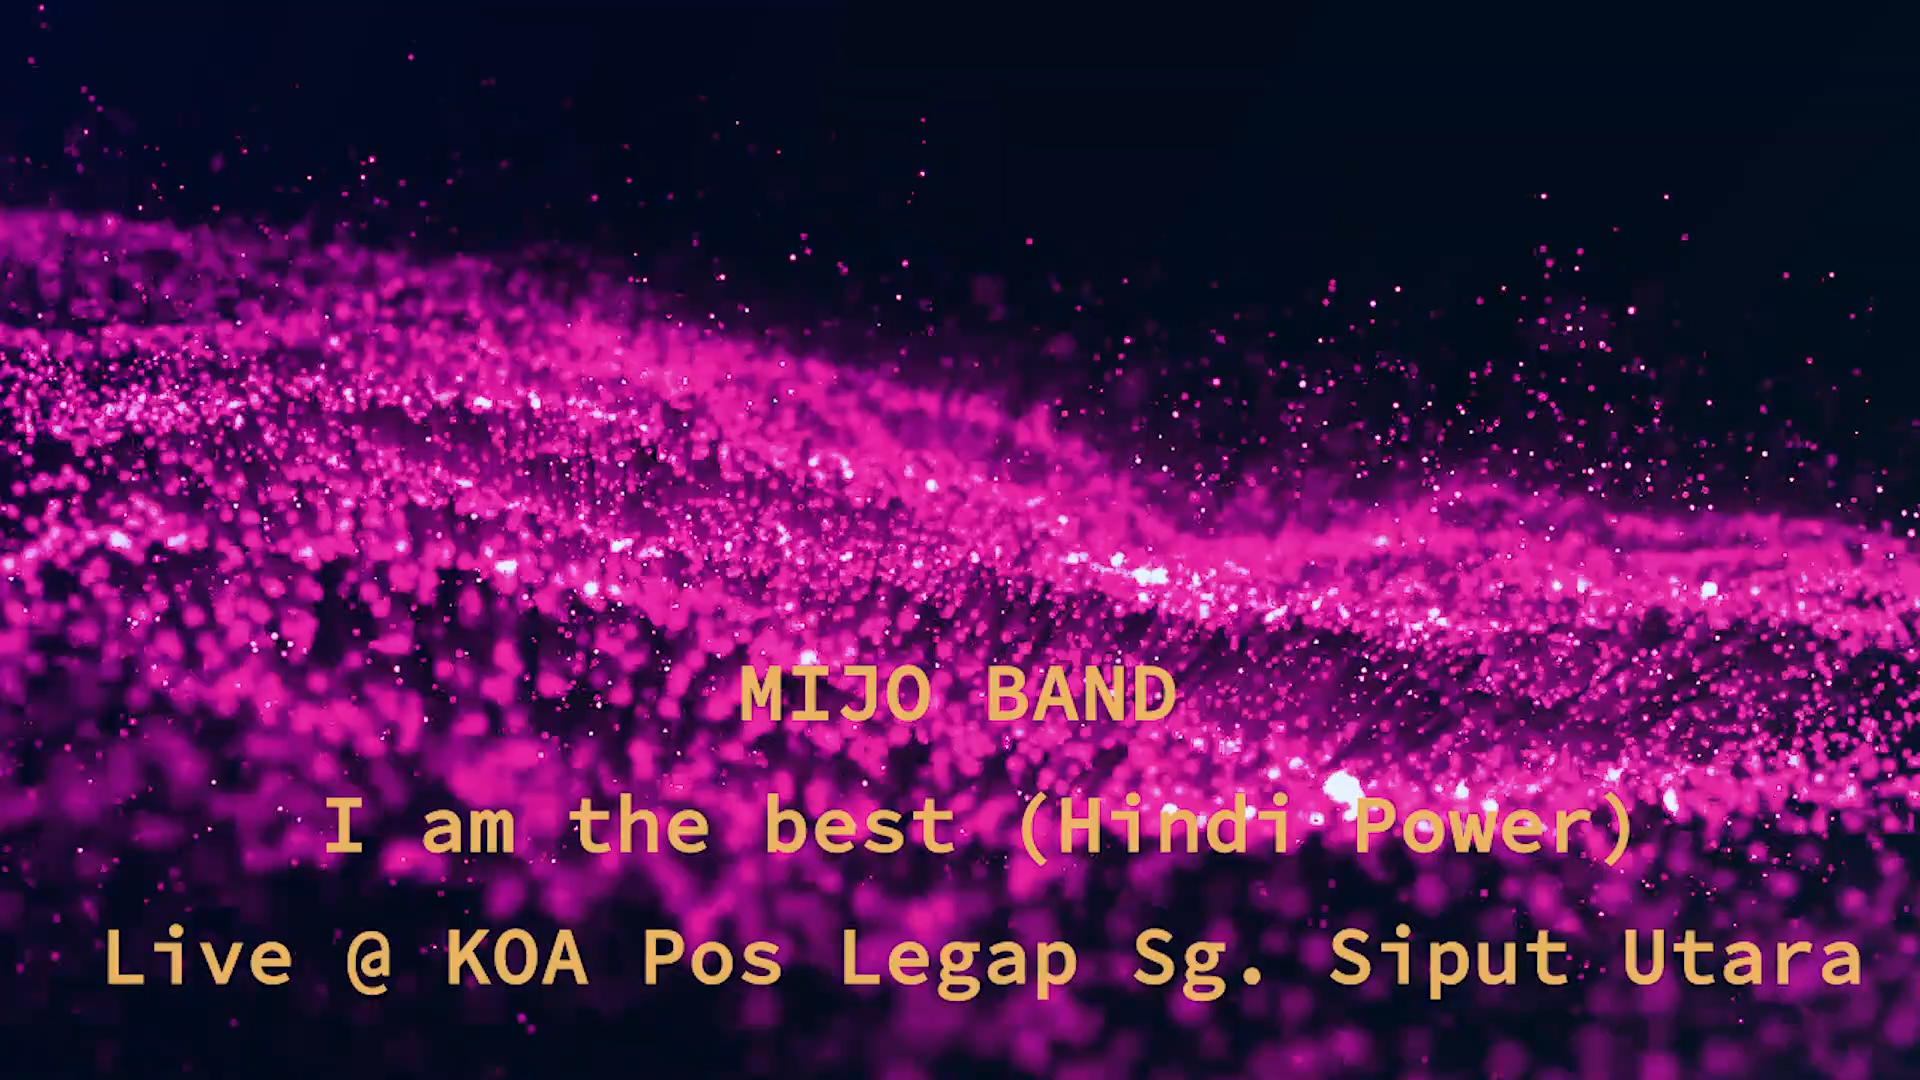 MIJO BAND
I am the best (Hindi Power)
Live @ KOA Pos Legap Sg. Siput Utara